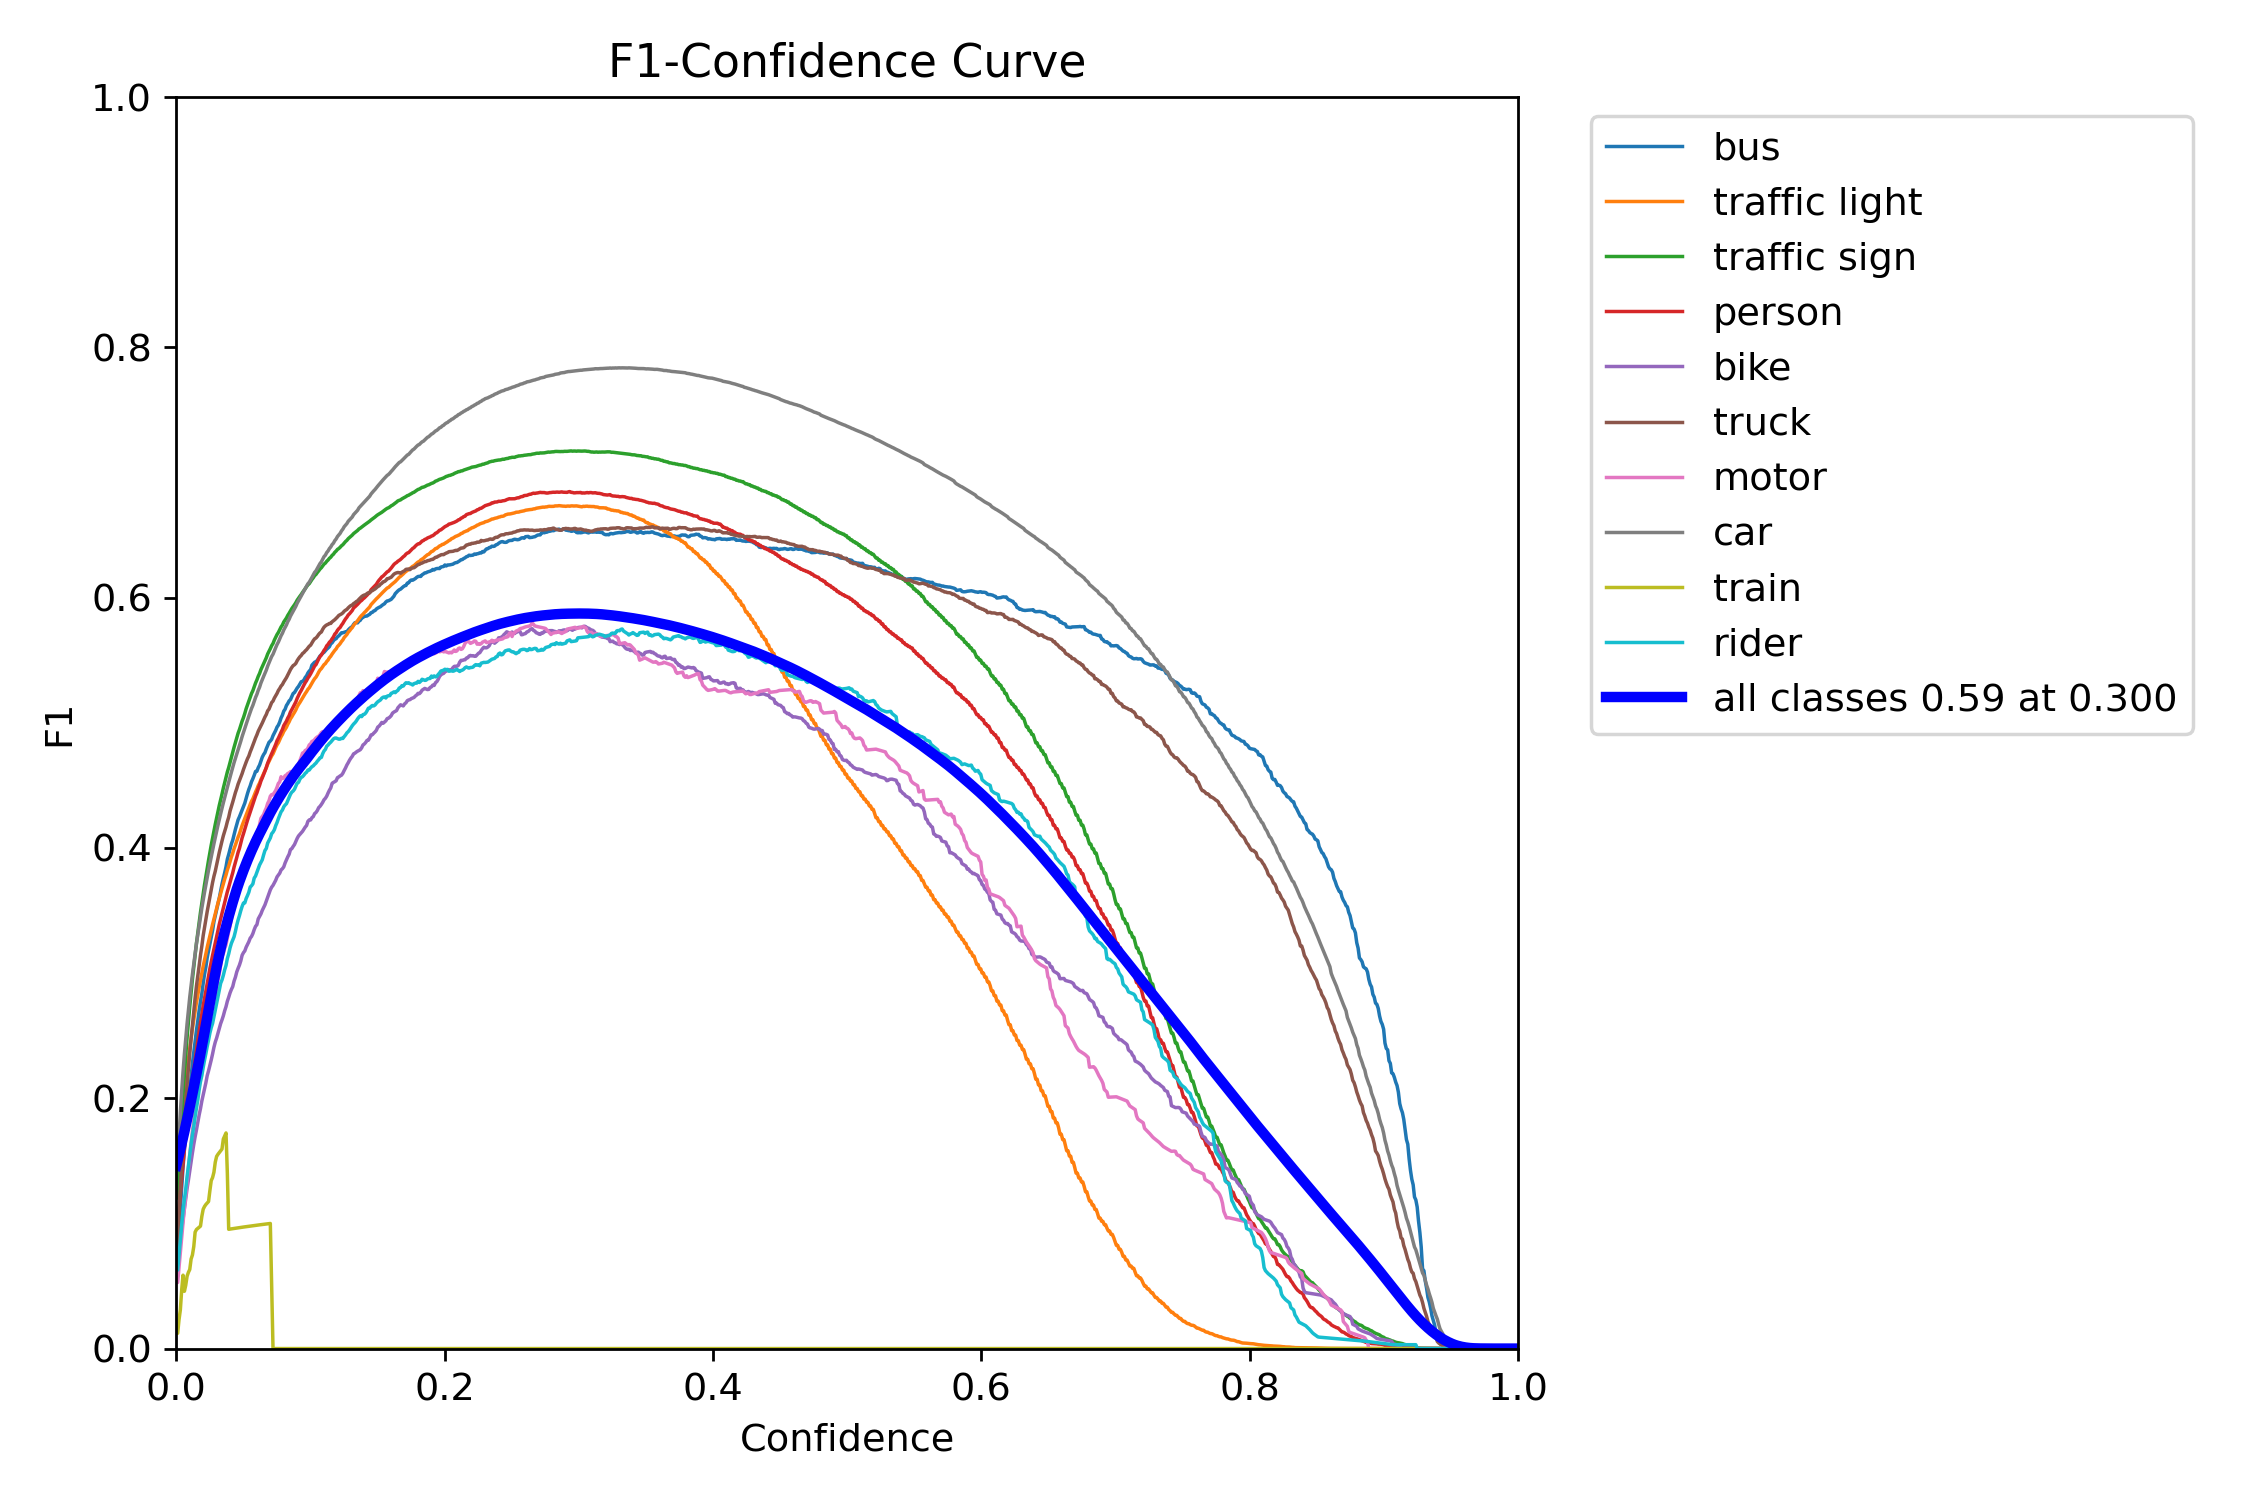 F1-Confidence Curve
1.0
0.8
0.6
0.4
0.2
0.0
F1
0.0 0.2 0.4 0.6 0.8 1.0
Confidence
bus
traffic light
traffic sign
person
bike
truck
motor
car
train
rider
all classes 0.59 at 0.300